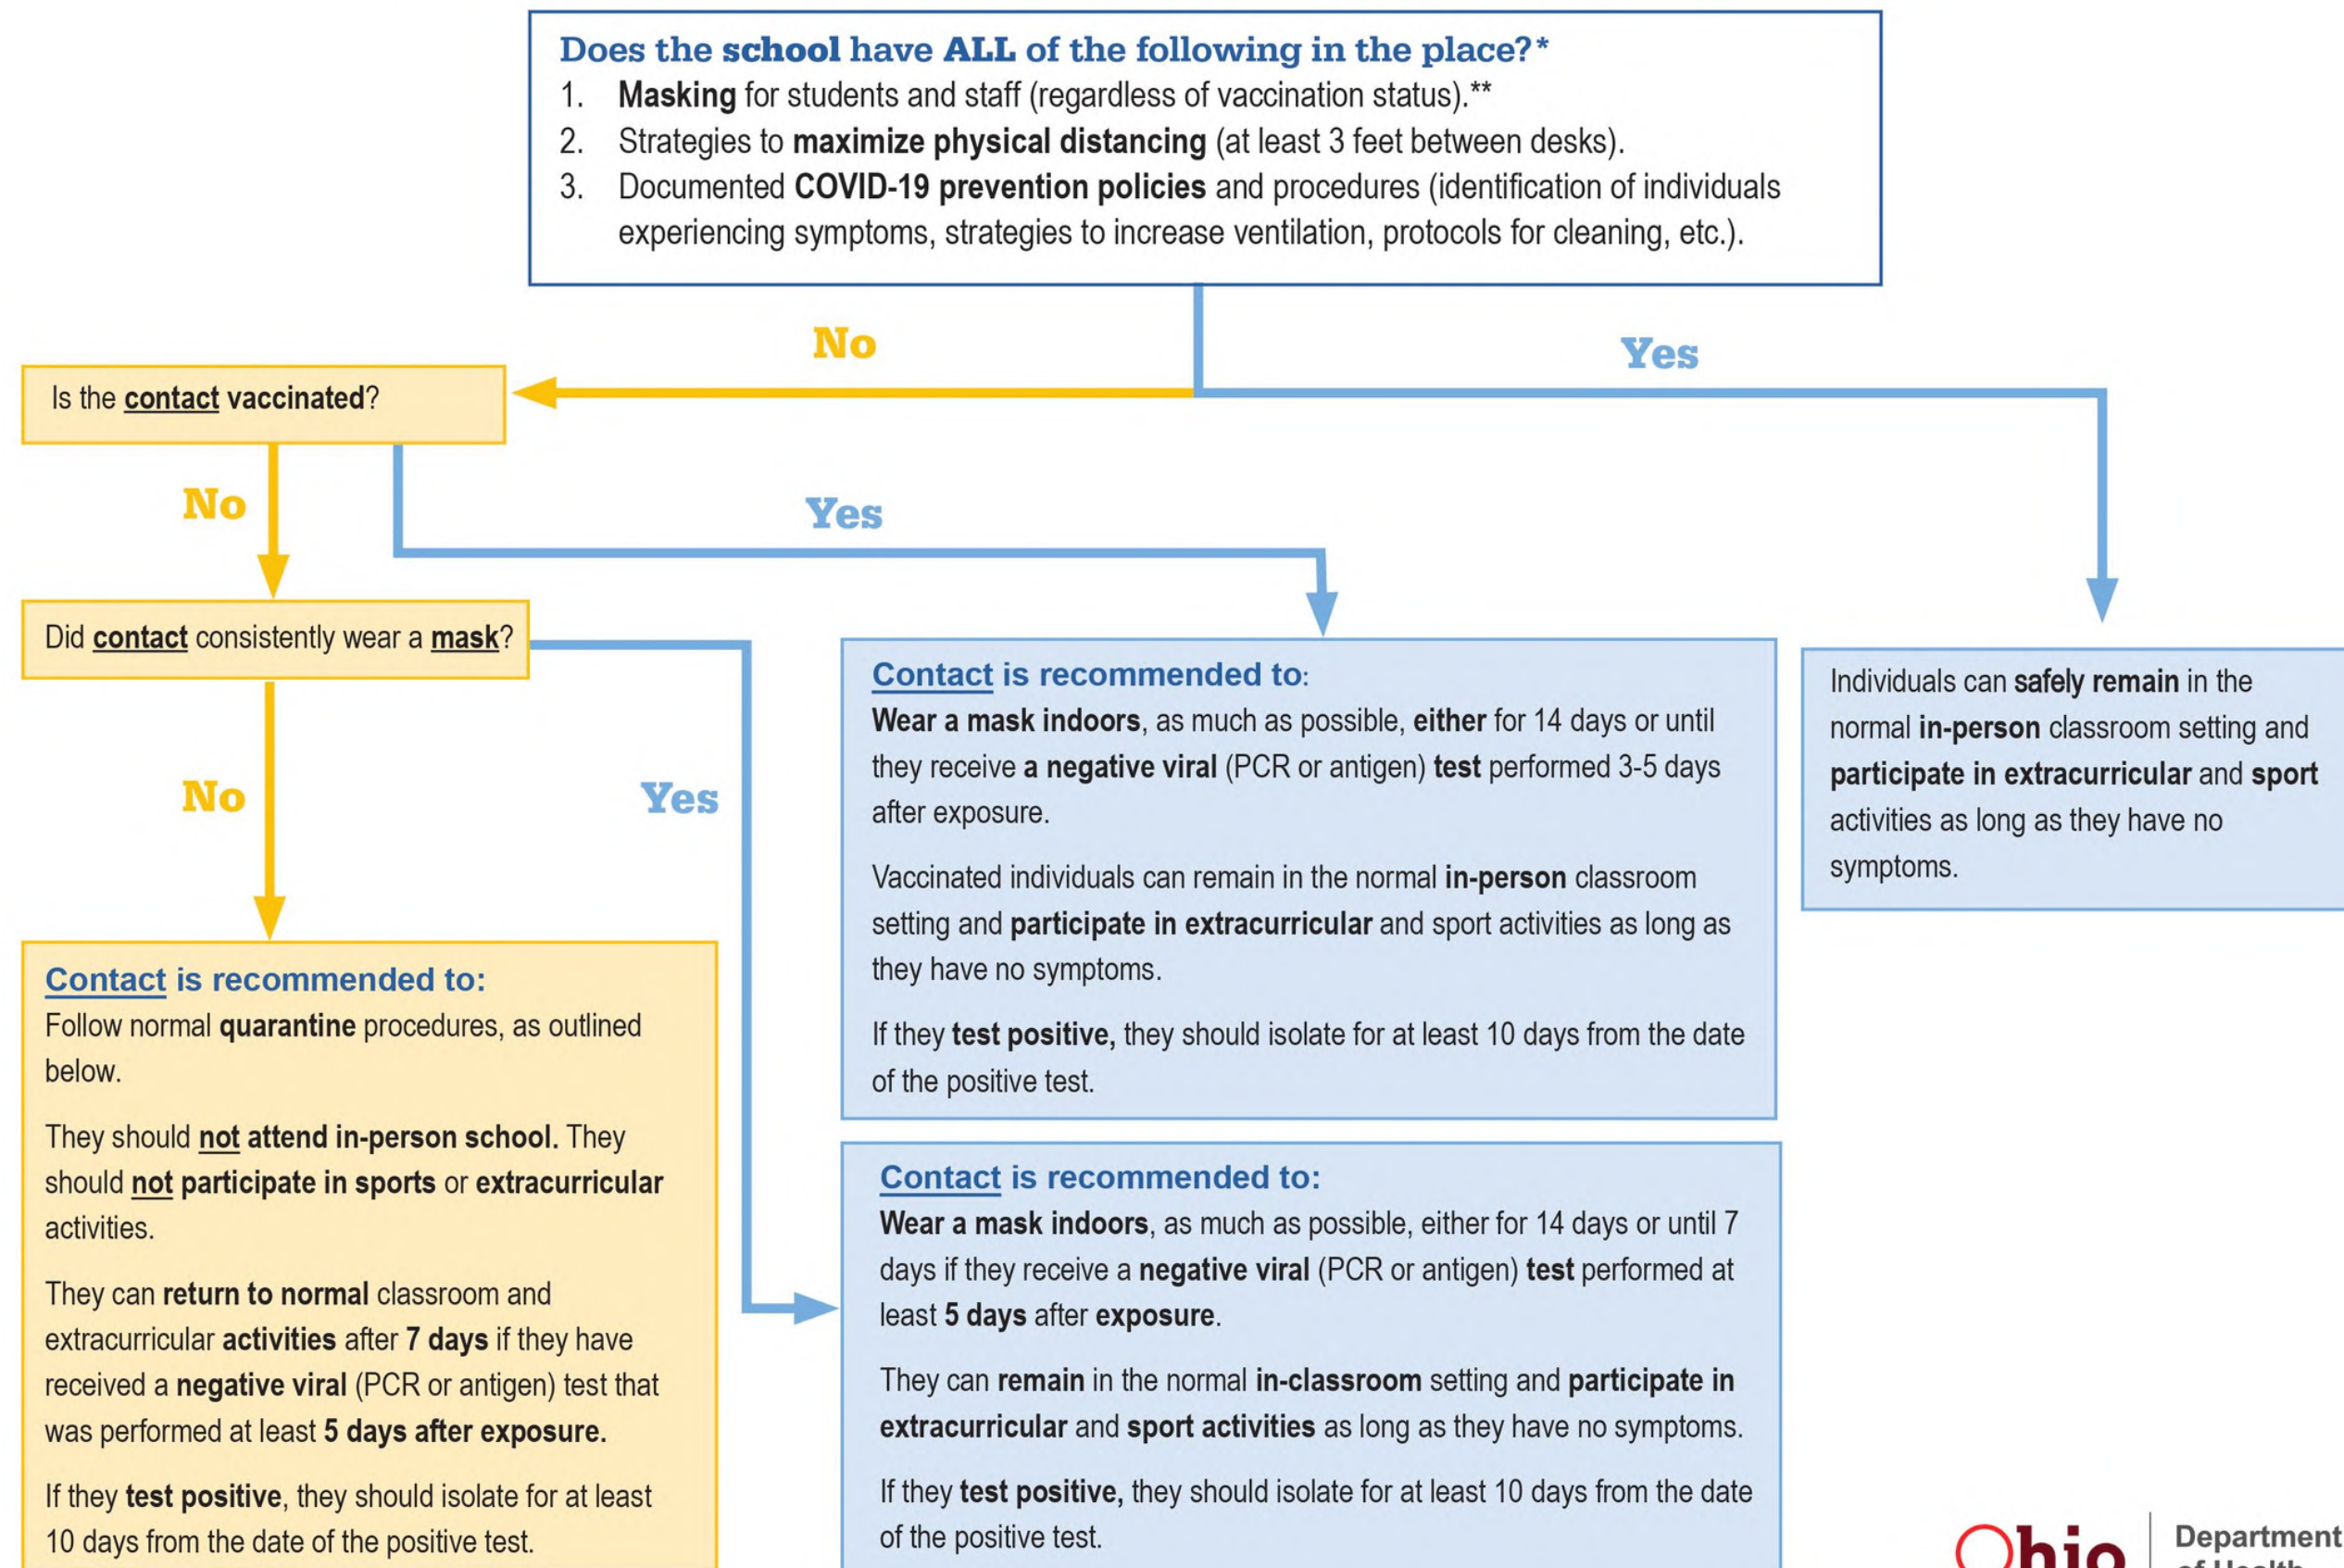 Does the school have ALL of the following in the place?*
1. Masking for students and staff (regardless of vaccination status).**
2. Strategies to maximize physical distancing (at least 3 feet between desks).
3. Documented COVID-19 prevention policies and procedures (identification of individuals
experiencing symptoms, strategies to increase ventilation, protocols for cleaning, etc.).
No
Yes
Is the contact vaccinated?
No
Yes
Did contact consistently wear a mask?
No
Yes
Contact is recommended to:
Wear a mask indoors, as much as possible, either for 14 days or until
they receive a negative viral (PCR or antigen) test performed 3-5 days
after exposure.
Vaccinated individuals can remain in the normal in-person classroom
setting and participate in extracurricular and sport activities as long as
they have no symptoms.
If they test positive, they should isolate for at least 10 days from the date
of the positive test.
Individuals can safely remain in the
normal in-person classroom setting and
participate in extracurricular and sport
activities as long as they have no
symptoms.
Contact is recommended to:
Follow normal quarantine procedures, as outlined
below.
They should not attend in-person school. They
should not participate in sports or extracurricular
activities.
They can return to normal classroom and
extracurricular activities after 7 days if they have
received a negative viral (PCR or antigen) test that
was performed at least 5 days after exposure.
If they test positive, they should isolate for at least
10 days from the date of the positive test.
Contact is recommended to:
Wear a mask indoors, as much as possible, either for 14 days or until 7
days if they receive a negative viral (PCR or antigen) test performed at
least 5 days after exposure.
They can remain in the normal in-classroom setting and participate in
extracurricular and sport activities as long as they have no symptoms.
If they test positive, they should isolate for at least 10 days from the date
of the positive test.
Ohio
Department
of Health